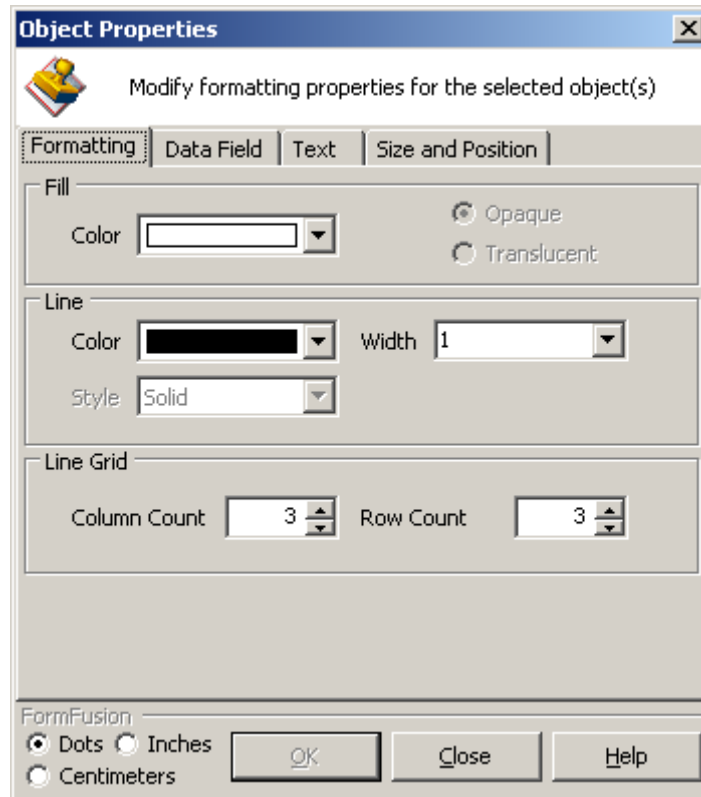 Object Properties
Modify formatting properties for the selected object(s)
Formatting Data Field Text Size and Position
Fill
Color
Opaque
Translucent
Line
Color Width 1
Style Solid
Line Grid
Column Count 3 Row Count 3
FormFusion
Dots Inches
Centimeters
OK Close Help